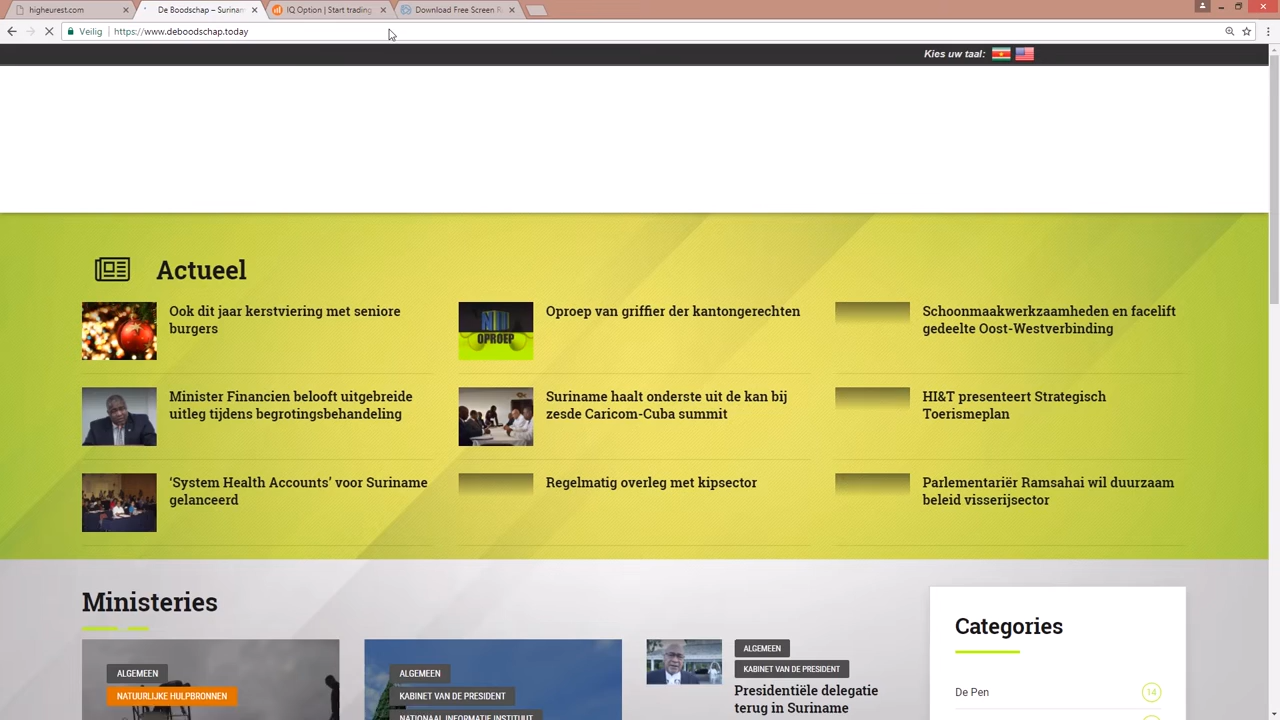 higheurest.com
De Boodschap – Surinam
IQ Option | Start trading
Download Free Screen R
Veilig
https://www.deboodschap.today
Kies uw taal:
Actueel
Ook dit jaar kerstviering met seniore
burgers
Oproep van griffier der kantongerechten
OPROEP
Schoonmaakwerkzaamheden en facelift
gedeelte Oost-Westverbinding
Minister Financien belooft uitgebreide
uitleg tijdens begrotingsbehandeling
Suriname haalt onderste uit de kan bij
zesde Caricom-Cuba summit
HI&T presenteert Strategisch
Toerismeplan
‘System Health Accounts’ voor Suriname
gelanceerd
Regelmatig overleg met kipsector
Parlementariër Ramsahai wil duurzaam
beleid visserijsector
Ministeries
ALGEMEEN
NATUURLIJKE HULPBRONNEN
ALGEMEEN
KABINET VAN DE PRESIDENT
NATIONAAL INFORMATIE INSTITUUT
ALGEMEEN
KABINET VAN DE PRESIDENT
Presidentiële delegatie
terug in Suriname
Categories
De Pen
14